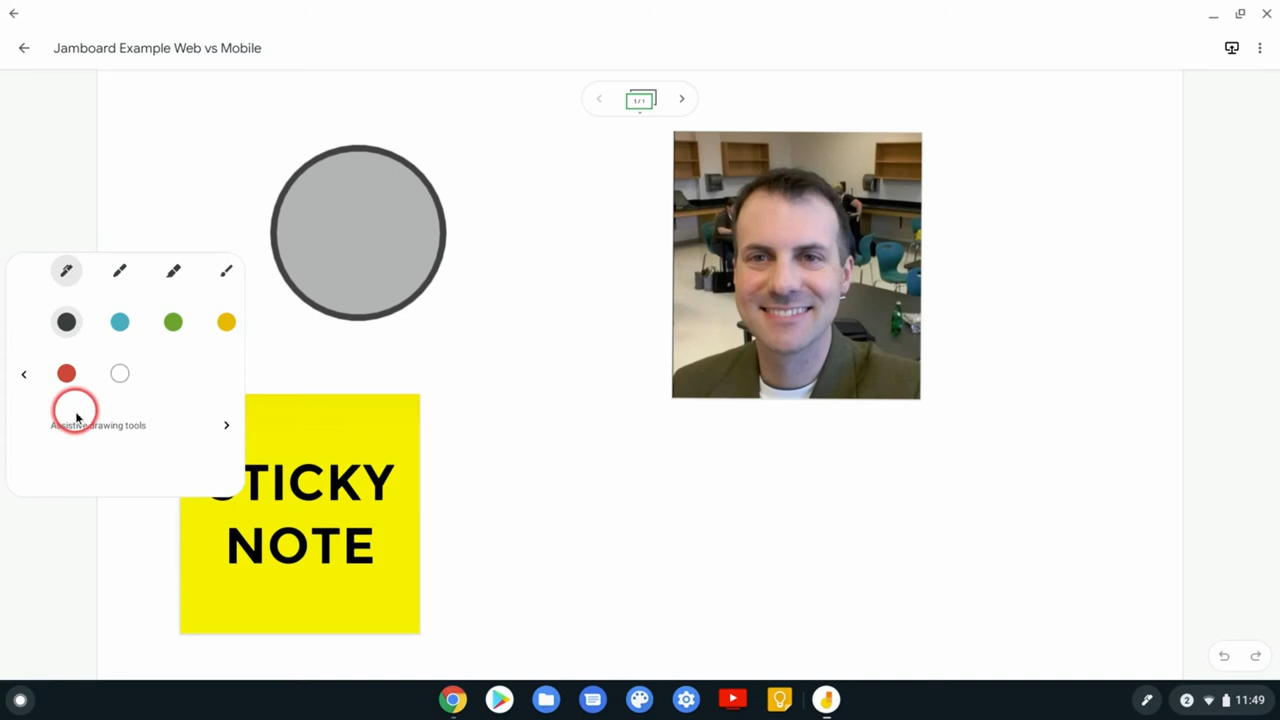 Jamboard Example Web vs Mobile
1/1
Assistive drawing tools
STICKY
NOTE
2
11:49